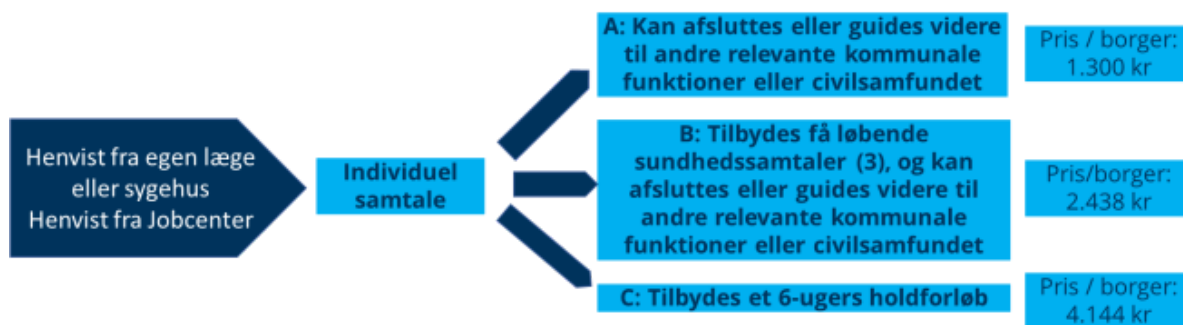 Henvist fra egen læge
eller sygehus
Henvist fra Jobcenter
Individuel
samtale
A: Kan afsluttes eller guides videre
til andre relevante kommunale
funktioner eller civilsamfundet
Pris / borger:
1.300 kr
B: Tilbydes få løbende
sundhedssamtaler (3), og kan
afsluttes eller guides videre til
andre relevante kommunale
funktioner eller civilsamfundet
Pris/borger:
2.438 kr
C: Tilbydes et 6-ugers holdforløb
Pris / borger:
4.144 kr